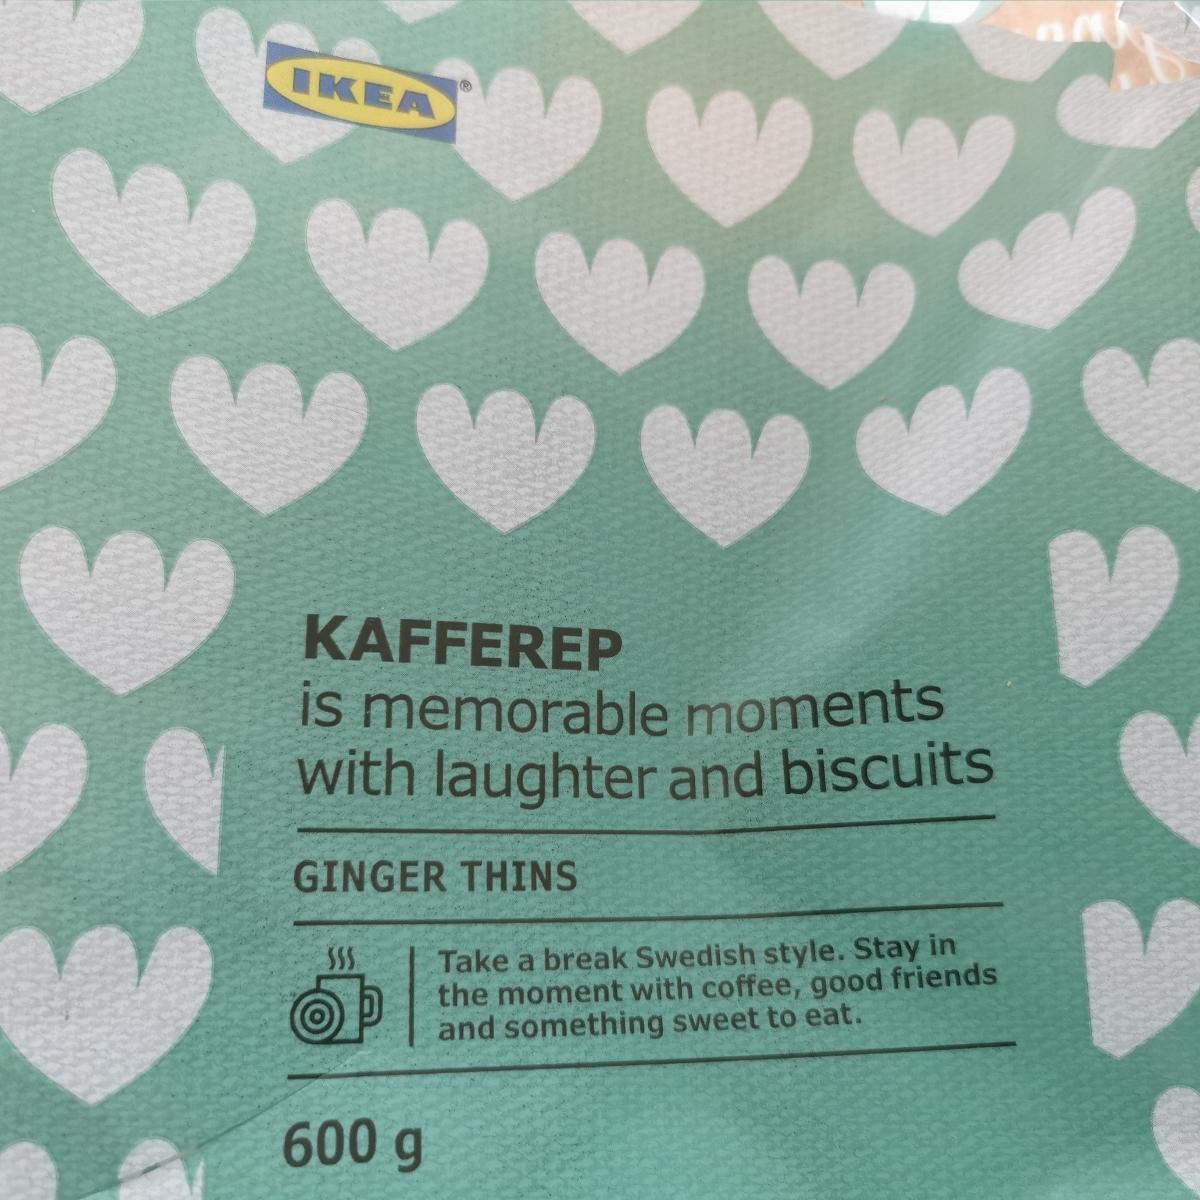 IKEA®
KAFFEREP
is memorable moments
with laughter and biscuits
GINGER THINS
Take a break Swedish style. Stay in
the moment with coffee, good friends
and something sweet to eat.
600 g